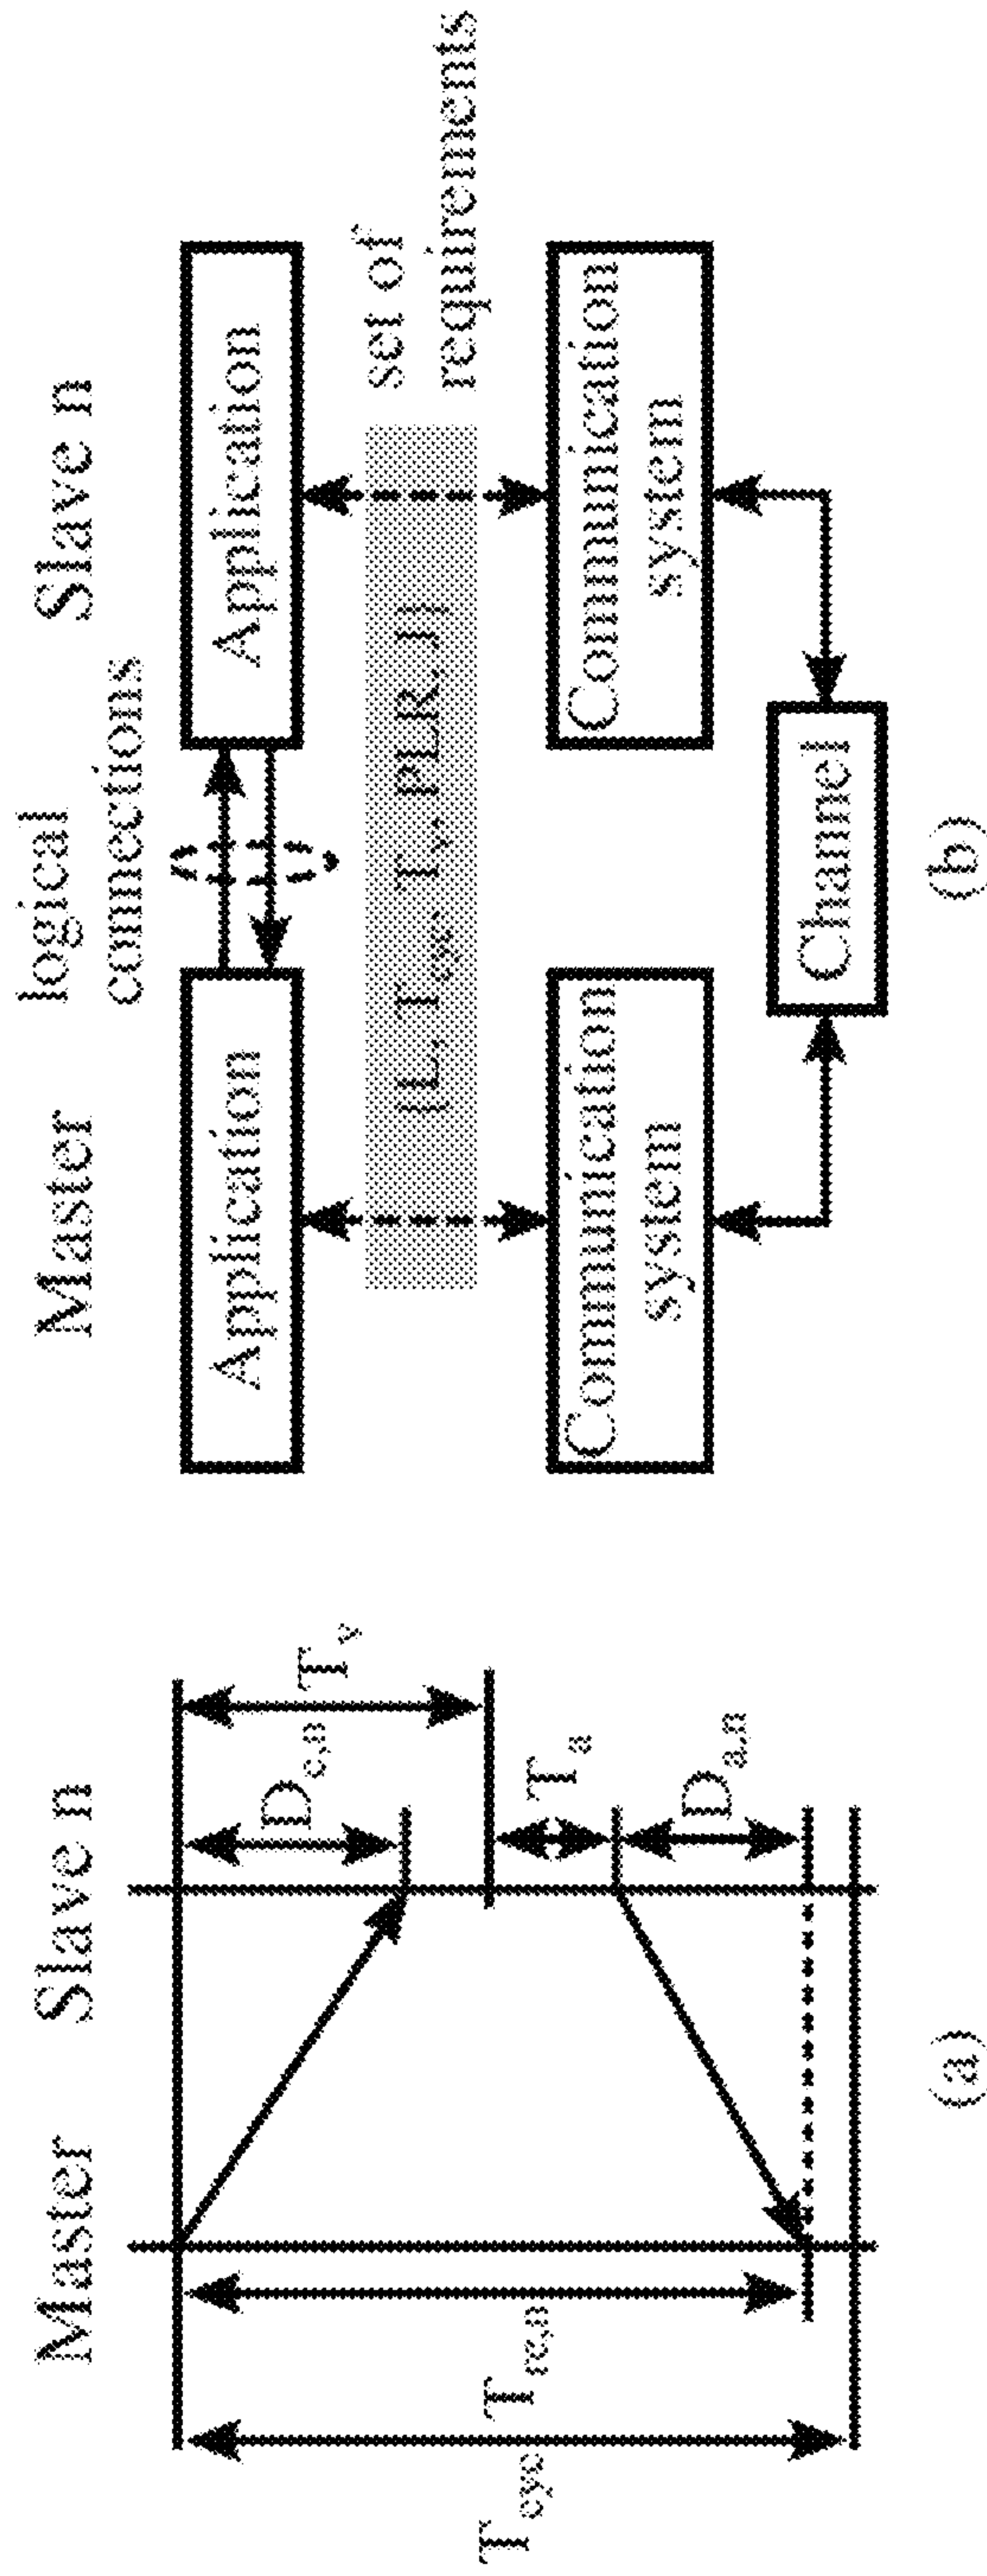 Master
Slave n
T_cyc
T_re,n
D_c,n
T_v
T_a
D_a,n
(a)
Master
logical
connections
Slave n
Application
Application
(L, T_cyc, T_v, PLR, J)
set of
requirements
Communication
system
Communication
system
Channel
(b)